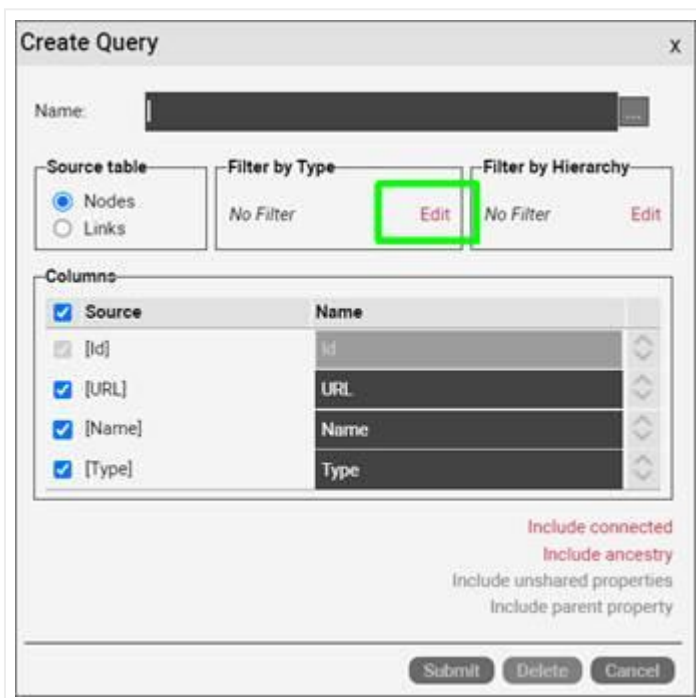 Create Query X
Name: ...
Source table Filter by Type Filter by Hierarchy
Nodes No Filter Edit No Filter Edit
Links
Columns
Source Name
[Id] Id
[URL] URL
[Name] Name
[Type] Type
Include connected
Include ancestry
Include unshared properties
Include parent property
Submit Delete Cancel